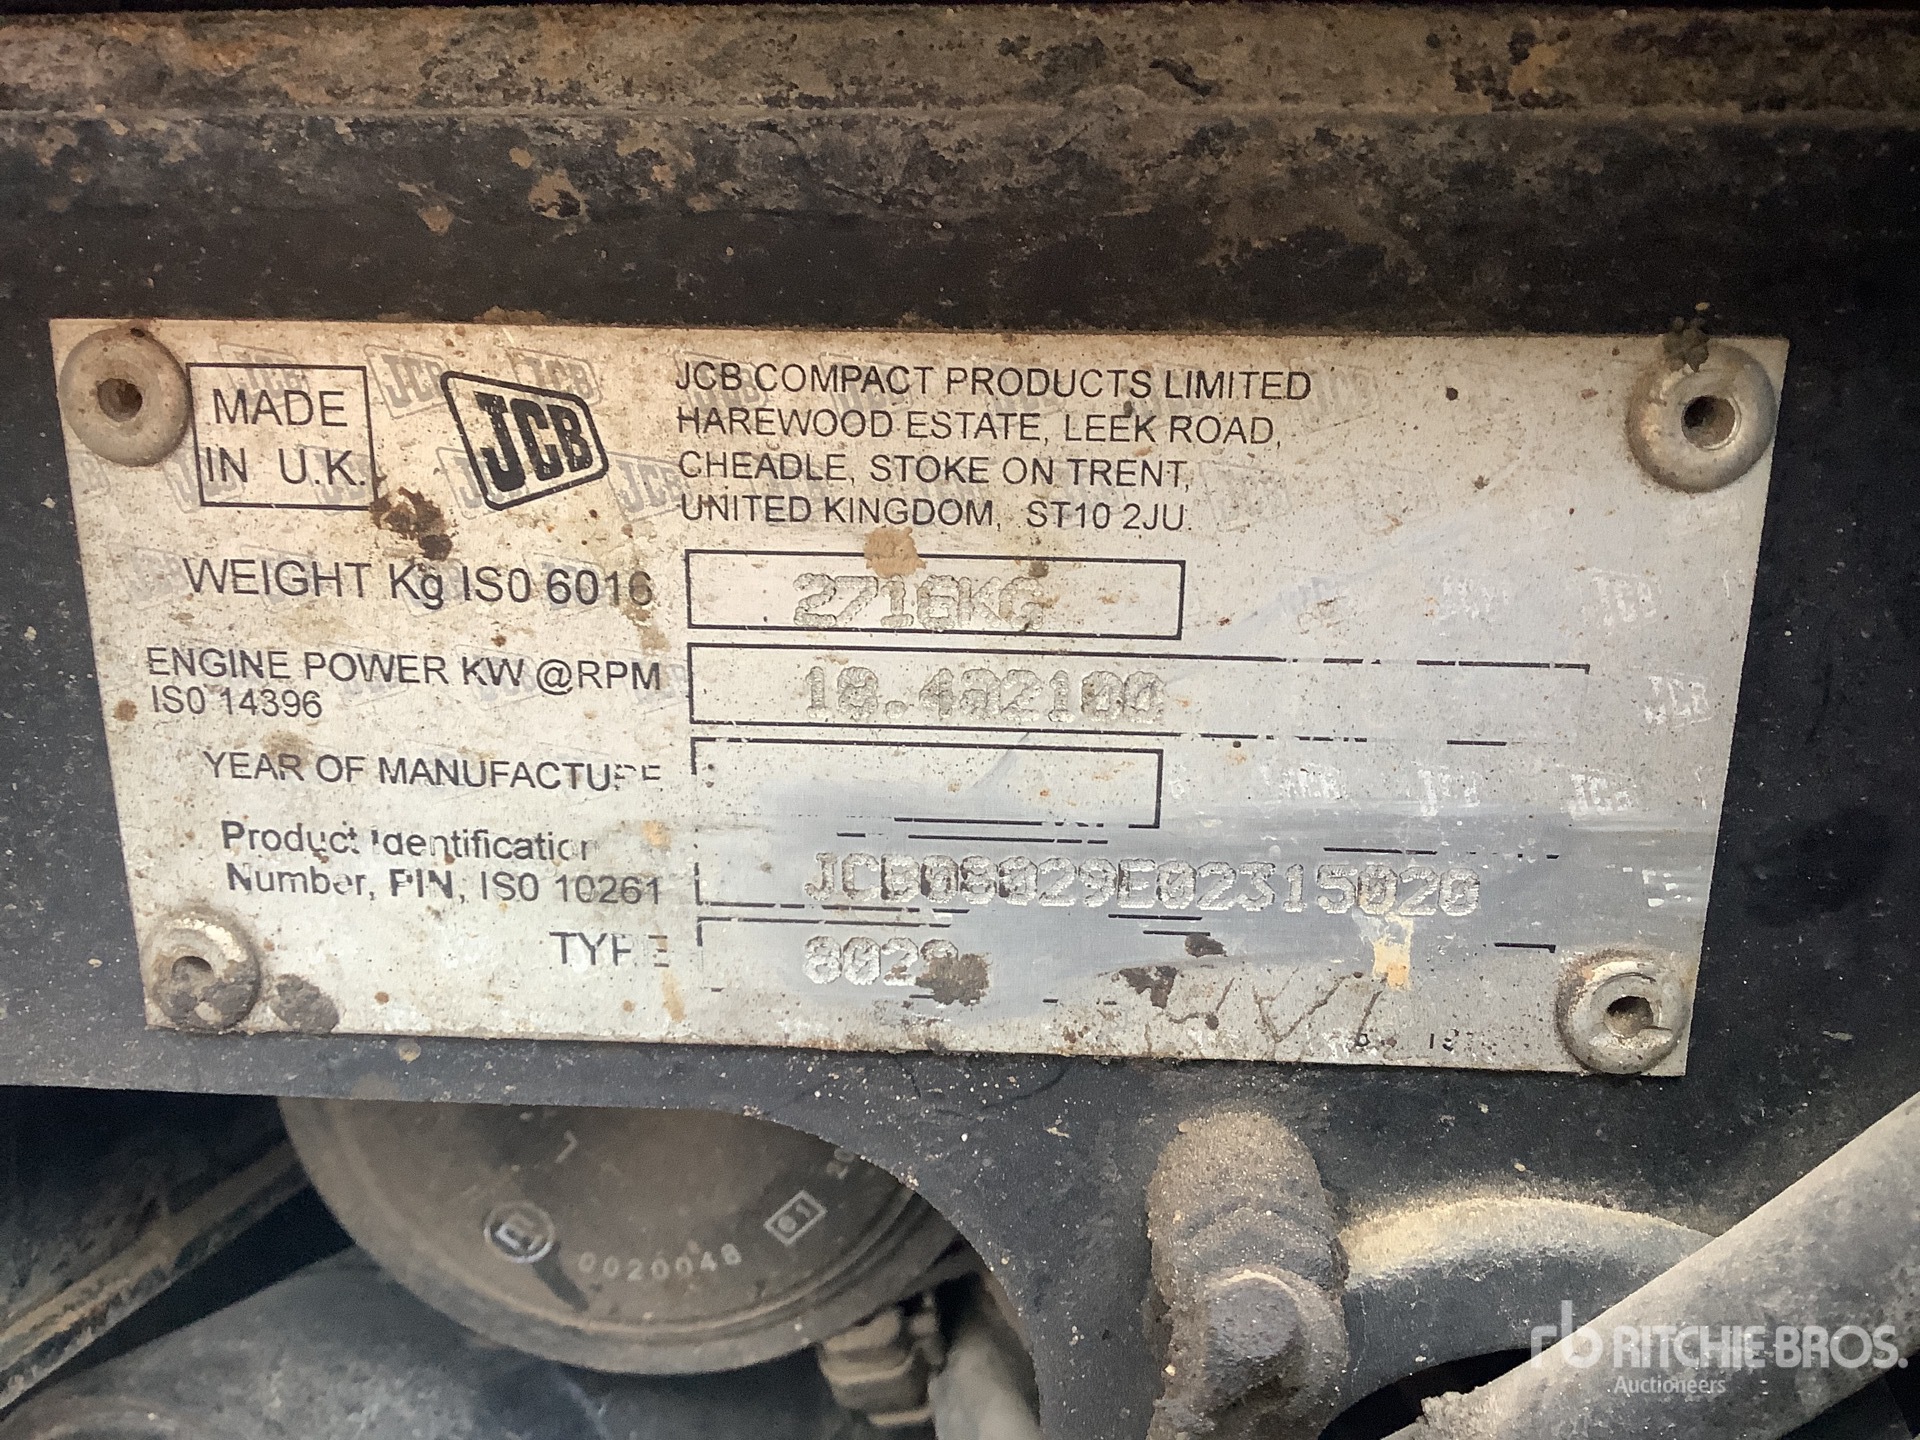 MADE
IN U.K.
JCB
JCB COMPACT PRODUCTS LIMITED
HAREWOOD ESTATE, LEEK ROAD,
CHEADLE, STOKE ON TRENT,
UNITED KINGDOM, ST10 2JU.
WEIGHT Kg ISO 6016 2716KG
ENGINE POWER KW @RPM
ISO 14396
YEAR OF MANUFACTURE
Product Identification
Number, PIN, ISO 10261 JCB08029E02315020
TYPE
0020048
rb RITCHIE BROS.
Auctioneers